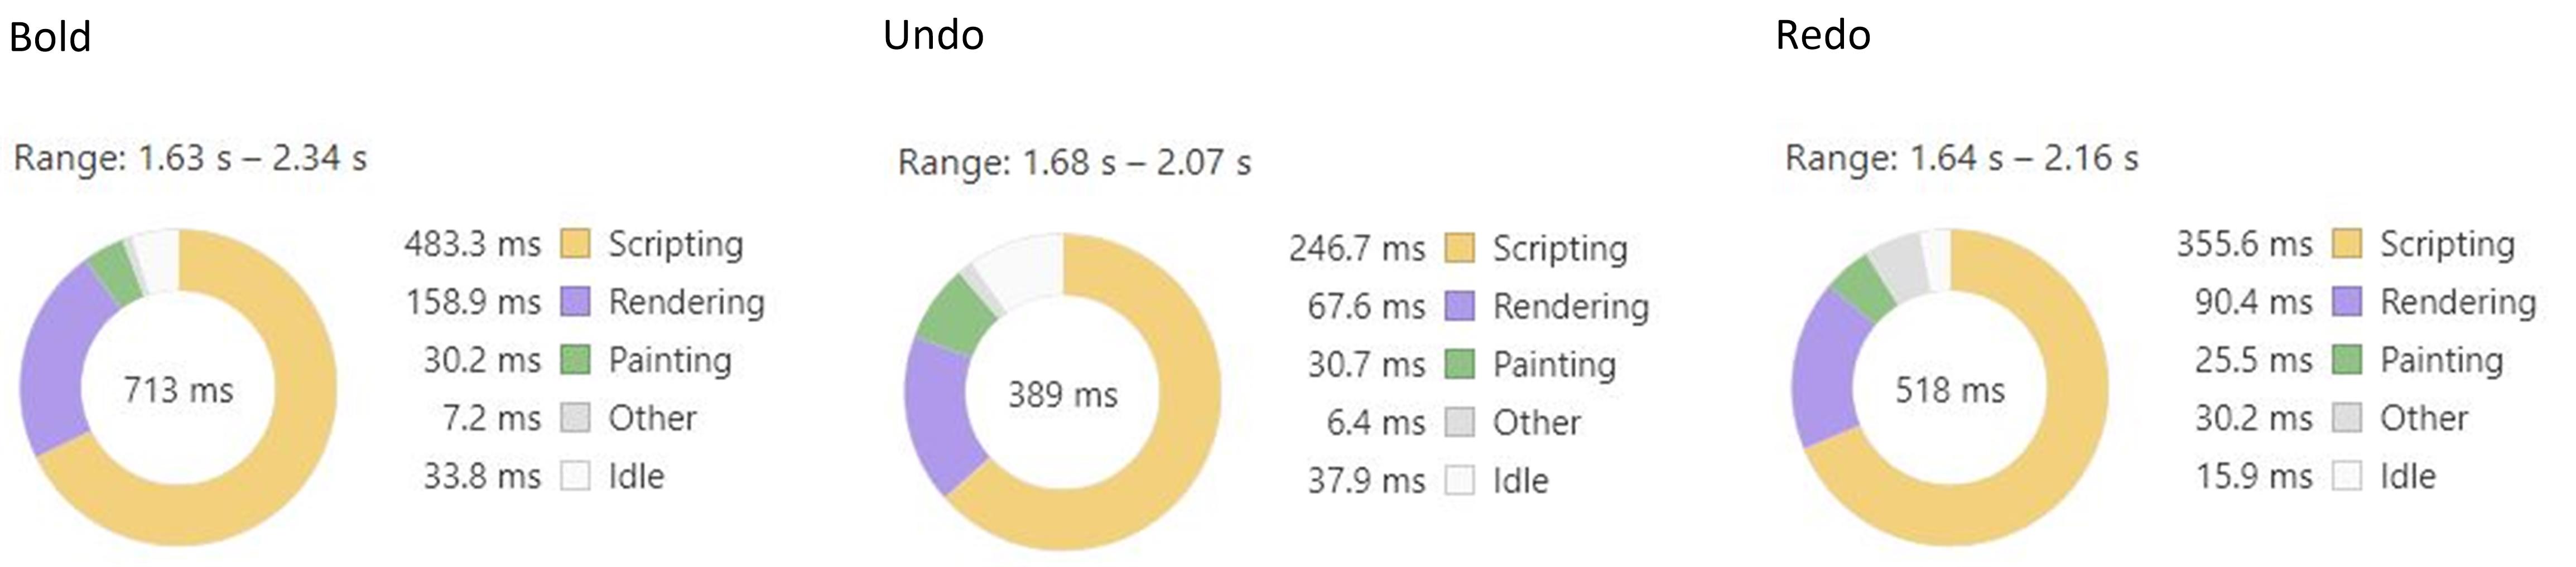 Bold
Range: 1.63 s – 2.34 s
713 ms
483.3 ms Scripting
158.9 ms Rendering
30.2 ms Painting
7.2 ms Other
33.8 ms Idle
Undo
Range: 1.68 s – 2.07 s
389 ms
246.7 ms Scripting
67.6 ms Rendering
30.7 ms Painting
6.4 ms Other
37.9 ms Idle
Redo
Range: 1.64 s – 2.16 s
518 ms
355.6 ms Scripting
90.4 ms Rendering
25.5 ms Painting
30.2 ms Other
15.9 ms Idle